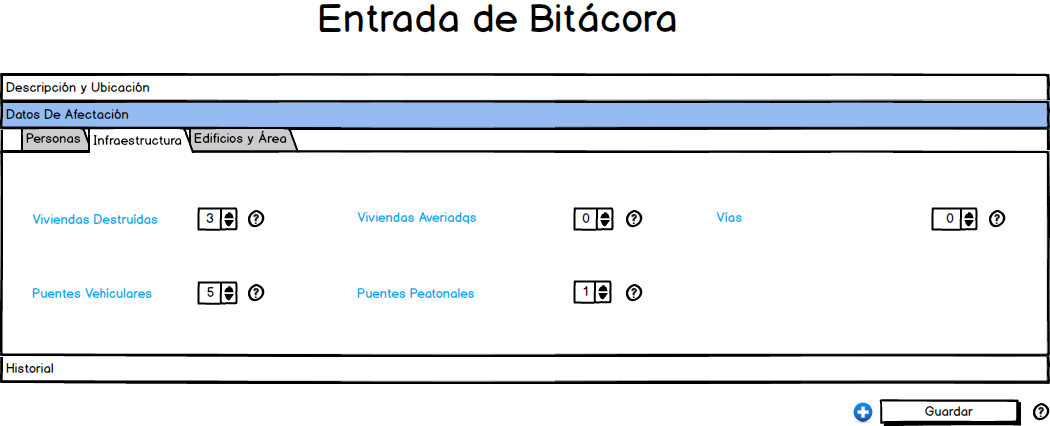 Entrada de Bitácora
Descripción y Ubicación
Datos De Afectación
Personas Infraestructura Edificios y Área
Viviendas Destruídas 3 ? Viviendas Averiadqs 0 ? Vías 0 ?
Puentes Vehículares 5 ? Puentes Peatonales 1 ?
Historial
Guardar ?